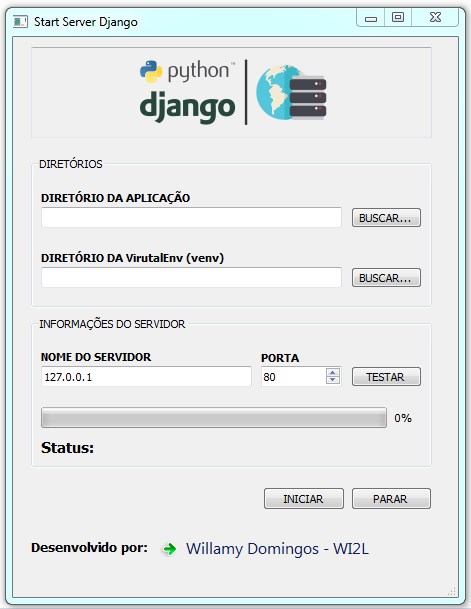 Start Server Django
python™
django
DIRETÓRIOS
DIRETÓRIO DA APLICAÇÃO
BUSCAR...
DIRETÓRIO DA VirutalEnv (venv)
BUSCAR...
INFORMAÇÕES DO SERVIDOR
NOME DO SERVIDOR PORTA
127.0.0.1 80 TESTAR
0%
Status:
INICIAR PARAR
Desenvolvido por: Willamy Domingos - WI2L